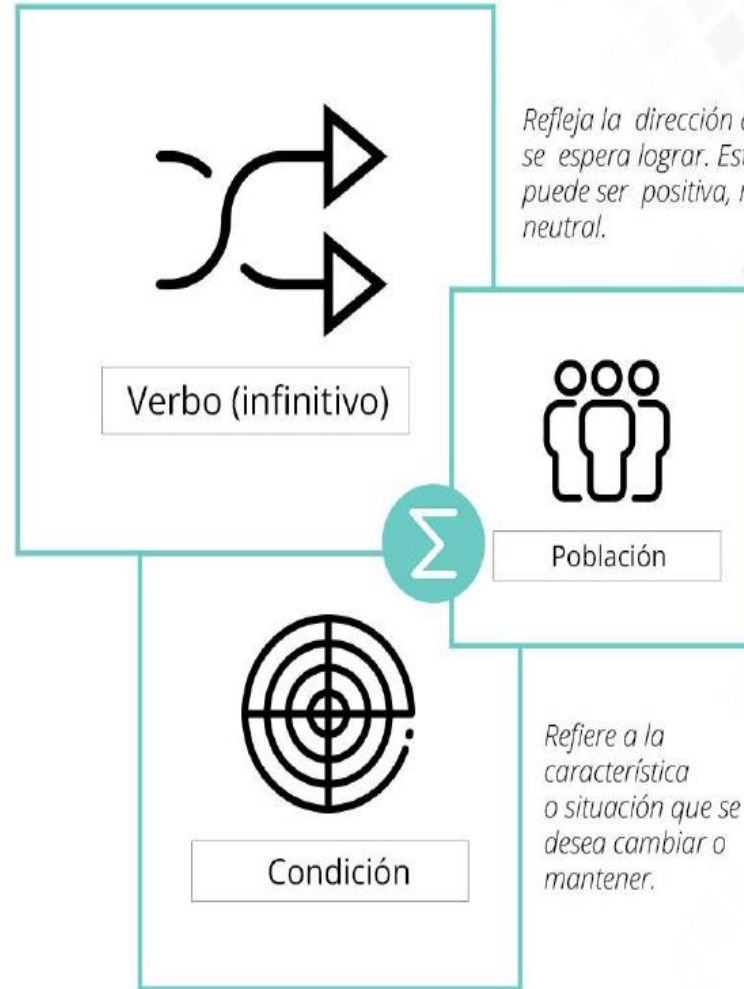 Refleja la dirección
se espera lograr.
puede ser positiva,
neutral.
Verbo (infinitivo)
Σ
Población
Condición
Refiere a la
característica
o situación que se
desea cambiar o
mantener.